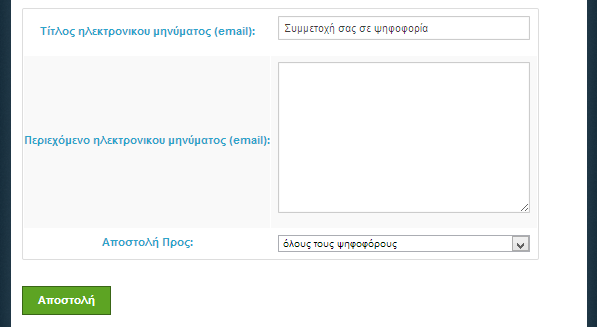 Τίτλος ηλεκτρονικου μηνύματος (email):
Συμμετοχή σας σε ψηφοφορία
Περιεχόμενο ηλεκτρονικου μηνύματος (email):
Αποστολή Προς:
όλους τους ψηφοφόρους
Αποστολή